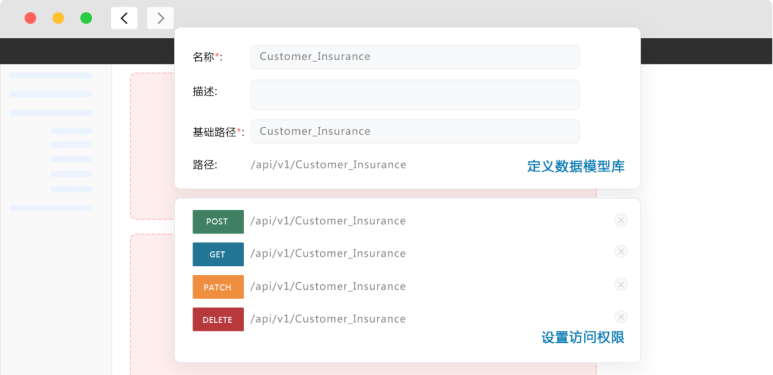 名称*: Customer_Insurance
描述:
基础路径*: Customer_Insurance
路径: /api/v1/Customer_Insurance
定义数据模型库
POST /api/v1/Customer_Insurance
GET /api/v1/Customer_Insurance
PATCH /api/v1/Customer_Insurance
DELETE /api/v1/Customer_Insurance
设置访问权限